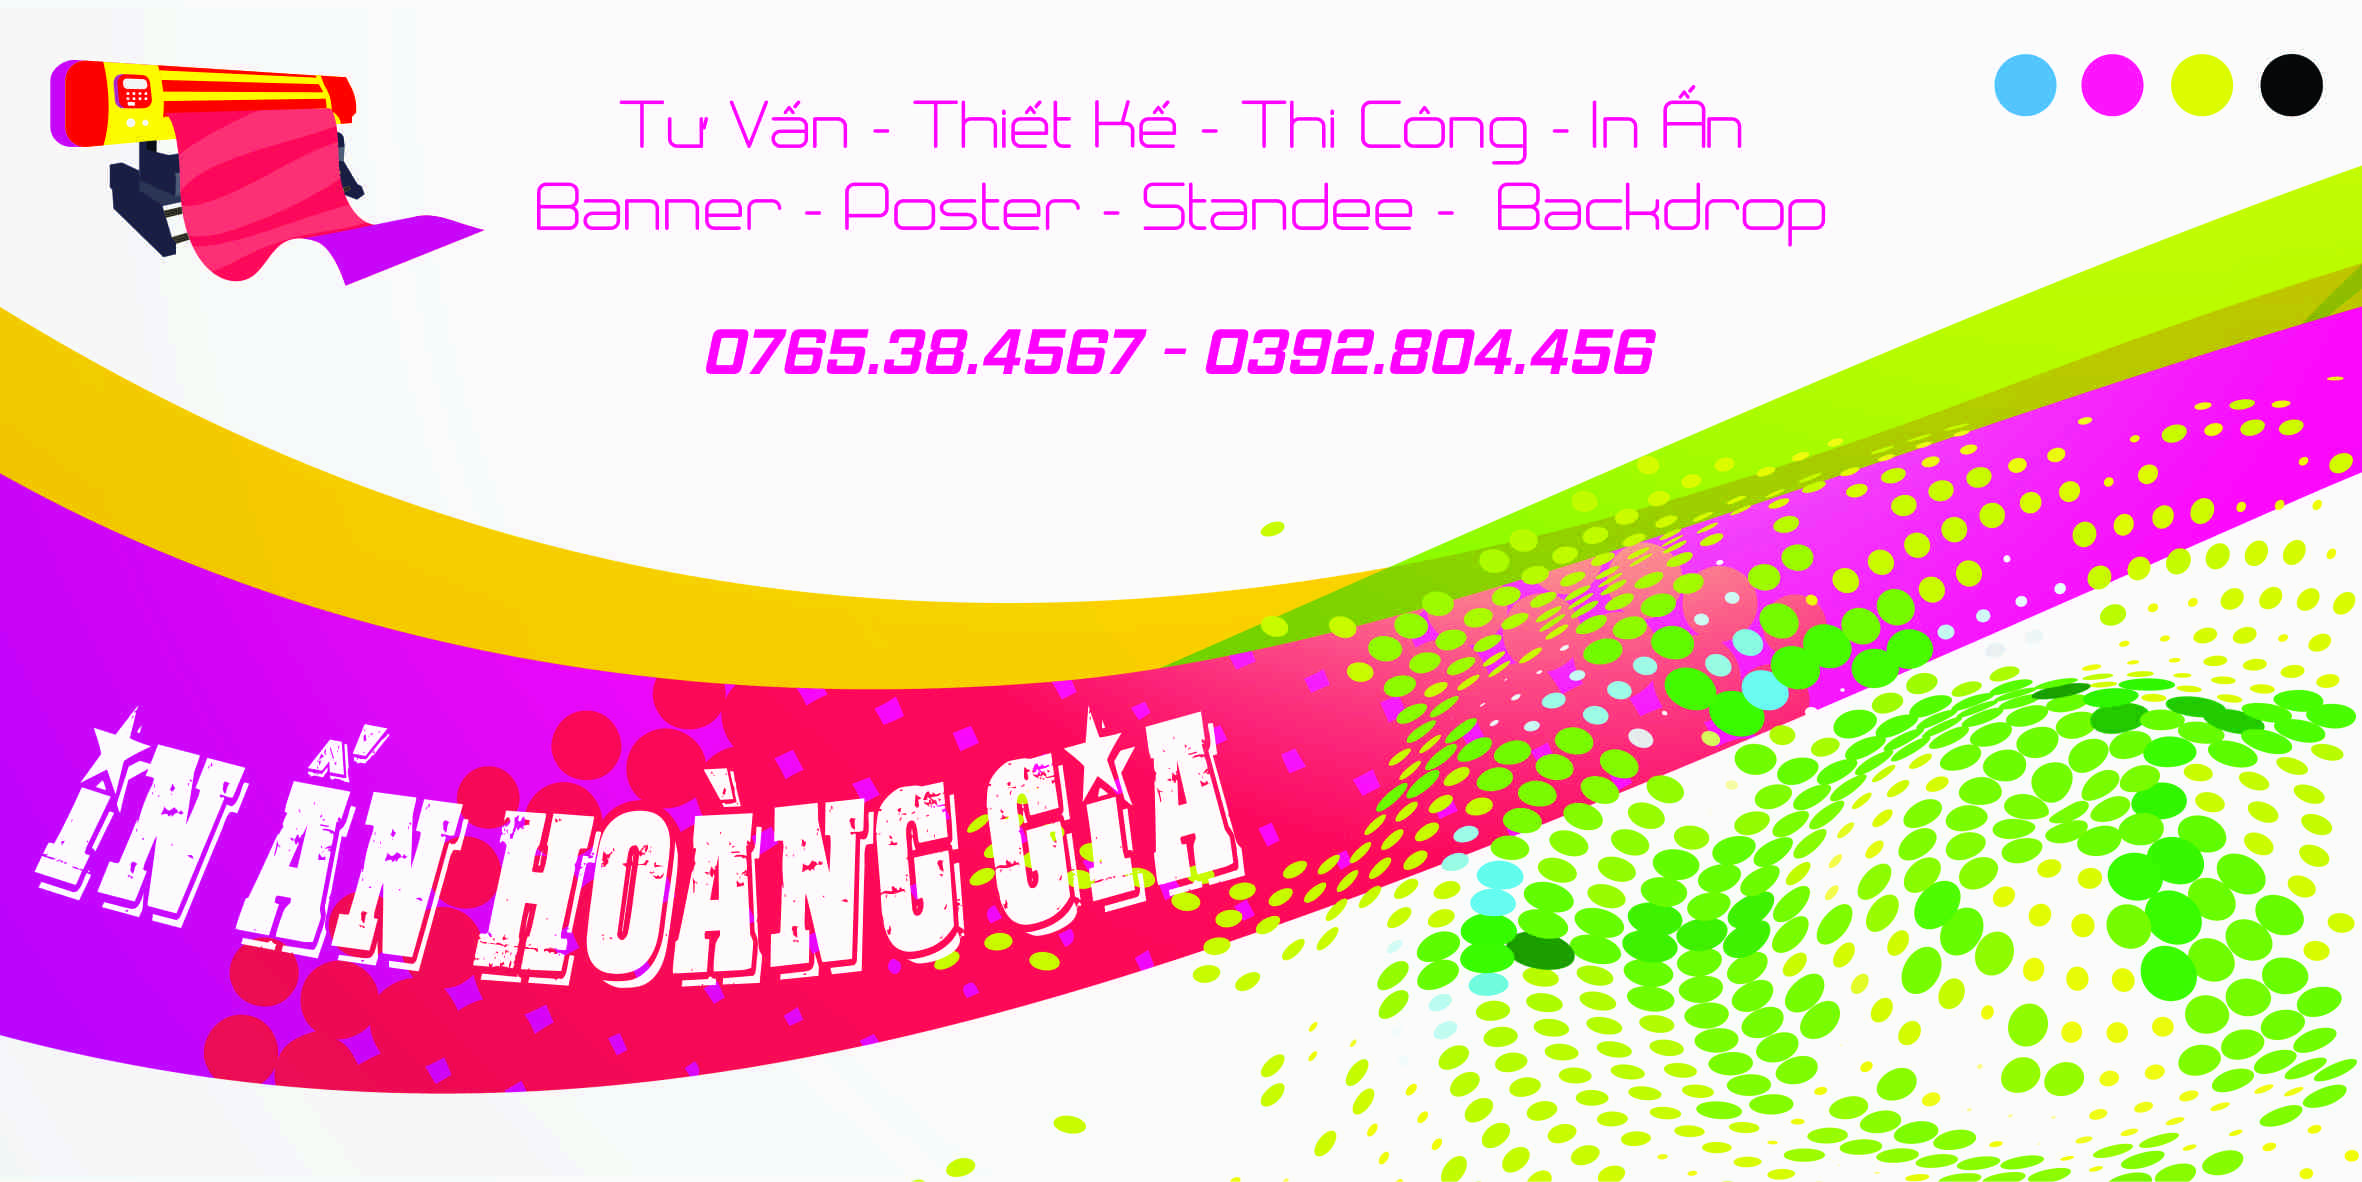 Tư Vấn - Thiết Kế - Thi Công - In Ấn
Banner - Poster - Standee - Backdrop
0765.38.4567 - 0392.804.456
IN ẤN HOÀNG GIA